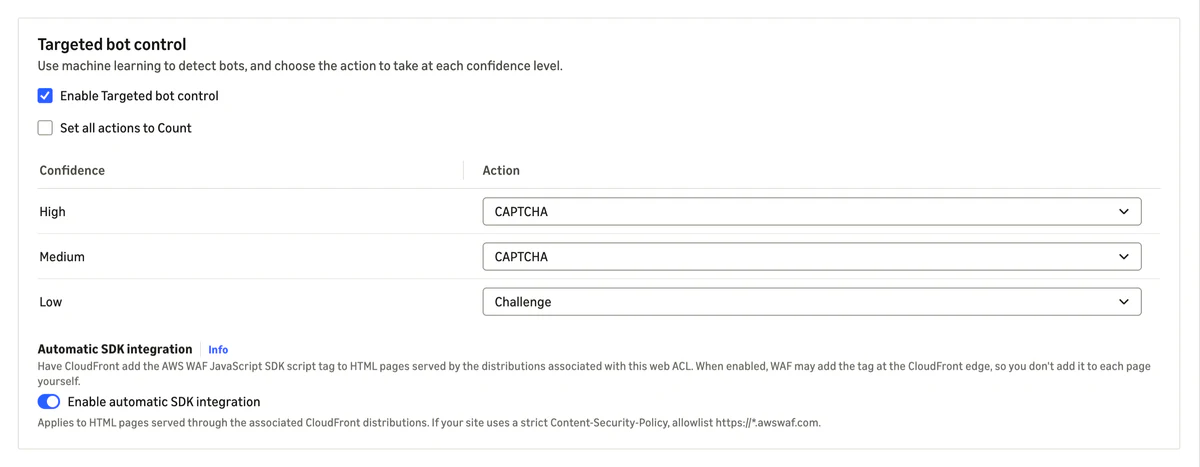 Targeted bot control
Use machine learning to detect bots, and choose the action to take at each confidence level.
Enable Targeted bot control
Set all actions to Count
Confidence Action
High CAPTCHA
Medium CAPTCHA
Low Challenge
Automatic SDK integration Info
Have CloudFront add the AWS WAF JavaScript SDK script tag to HTML pages served by the distributions associated with this web ACL. When enabled, WAF may add the tag at the CloudFront edge, so you don't add it to each page
yourself.
Enable automatic SDK integration
Applies to HTML pages served through the associated CloudFront distributions. If your site uses a strict Content-Security-Policy, allowlist https://*.awswaf.com.